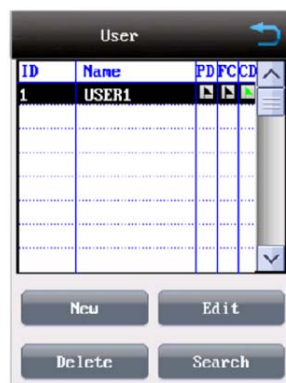 User
ID Name PD FC CD
1 USER1
New Edit
Delete Search